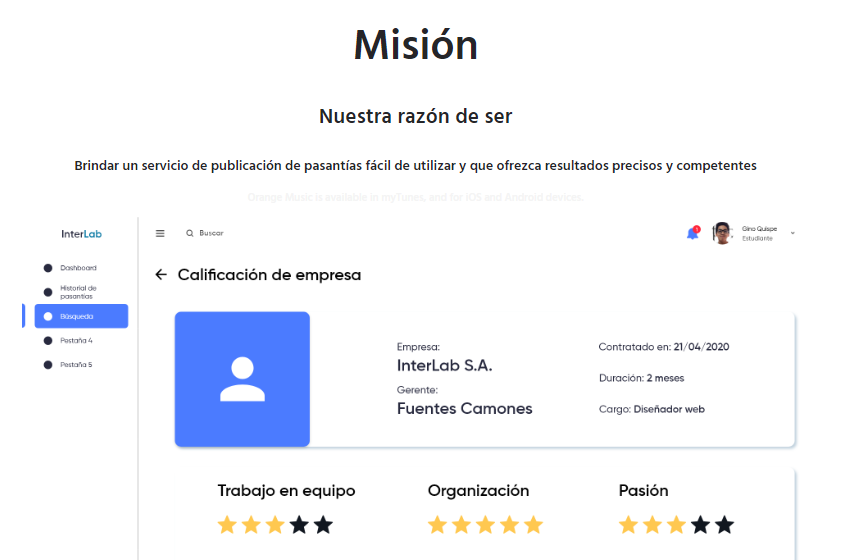 Misión
Nuestra razón de ser
Brindar un servicio de publicación de pasantías fácil de utilizar y que ofrezca resultados precisos y competentes
Orange Music is available in myTunes, and for iOS and Android devices.
InterLab
Buscar
1
Gino Quispe
Estudiante
Dashboard
Historial de
pasantías
Búsqueda
Pestaña 4
Pestaña 5
Calificación de empresa
Empresa:
InterLab S.A.
Gerente:
Fuentes Camones
Contratado en: 21/04/2020
Duración: 2 meses
Cargo: Diseñador web
Trabajo en equipo
Organización
Pasión